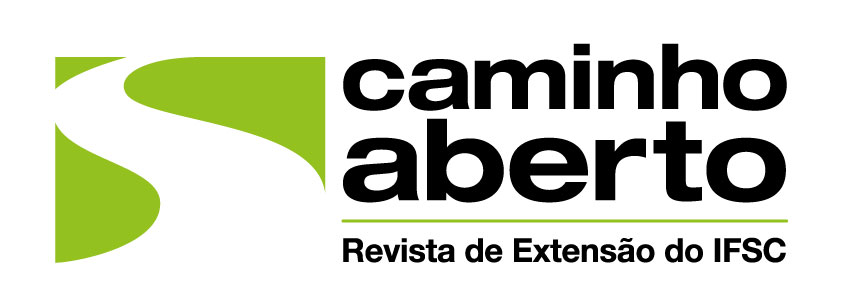 caminho
aberto
Revista de Extensão do IFSC